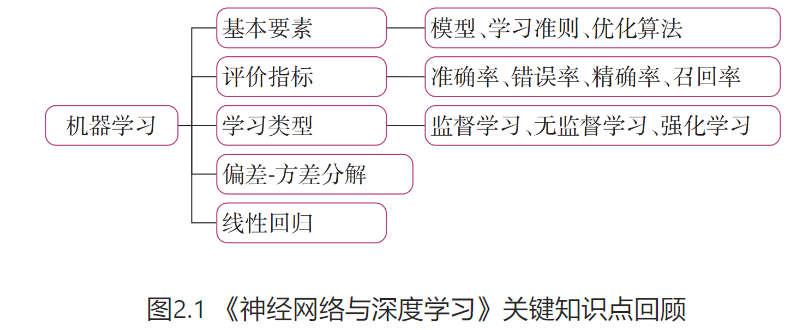 基本要素
模型、学习准则、优化算法
评价指标
准确率、错误率、精确率、召回率
机器学习
学习类型
监督学习、无监督学习、强化学习
偏差-方差分解
线性回归
图2.1 《神经网络与深度学习》关键知识点回顾